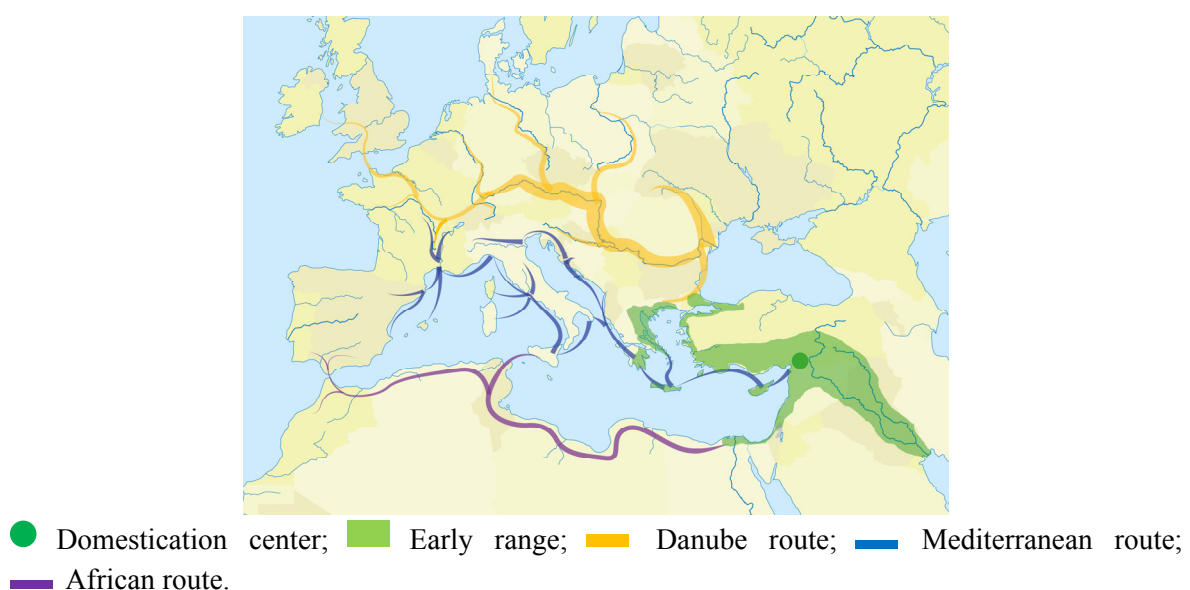 Domestication center; Early range; Danube route; Mediterranean route;
African route.